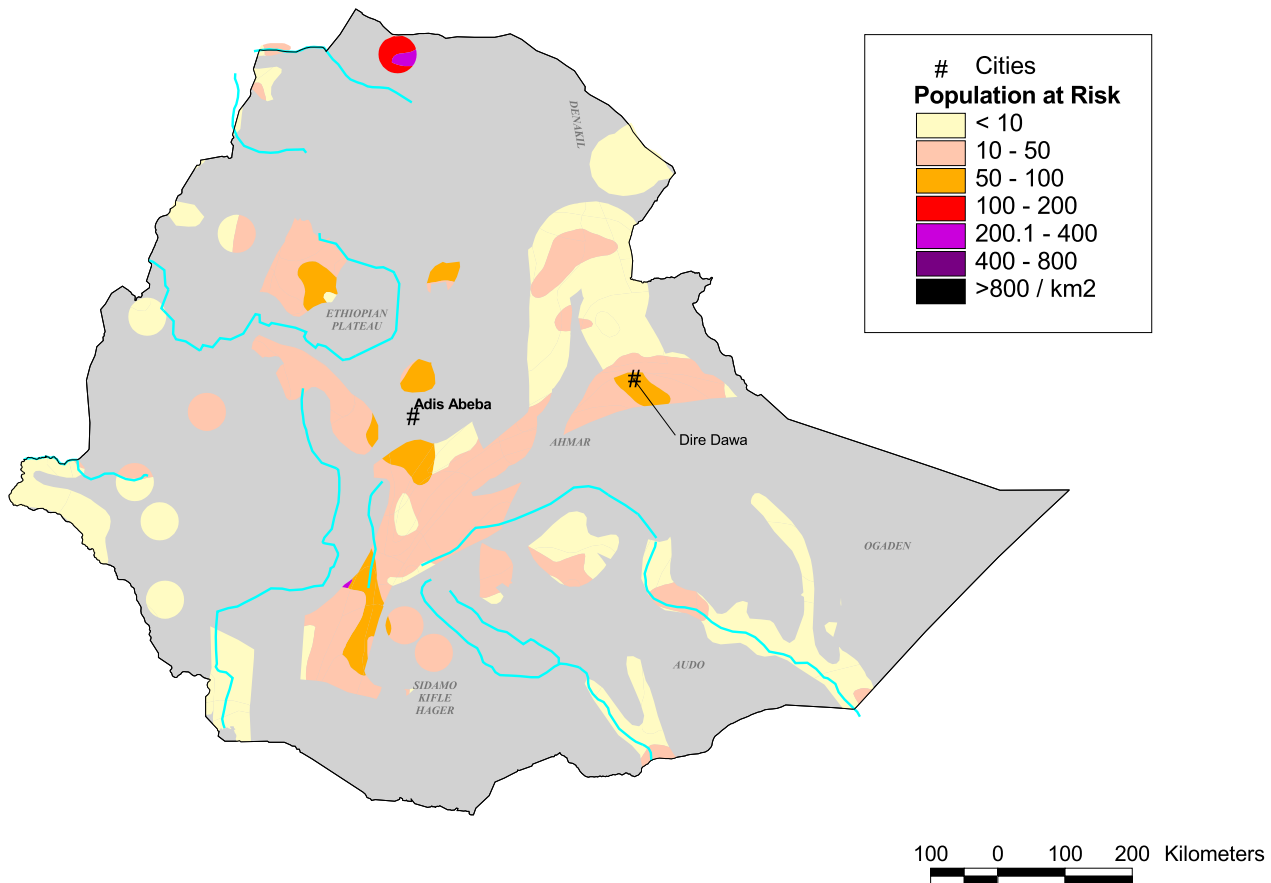 # Cities
Population at Risk
< 10
10 - 50
50 - 100
100 - 200
200.1 - 400
400 - 800
>800 / km2
DENAKIL
ETHIOPIAN
PLATEAU
#
Adis Abeba
#
Dire Dawa
AHMAR
OGADEN
AUDO
SIDAMO
KIFLE
HAGER
100 0 100 200 Kilometers